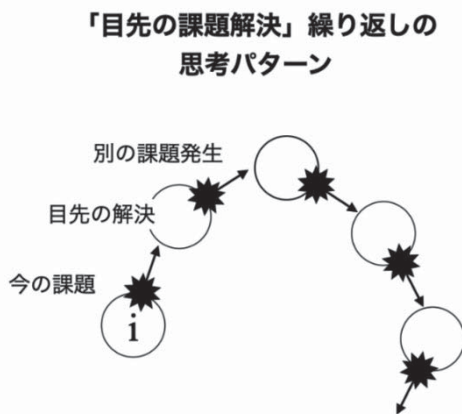 「目先の課題解決」繰り返しの
思考パターン
別の課題発生
目先の解決
今の課題
i